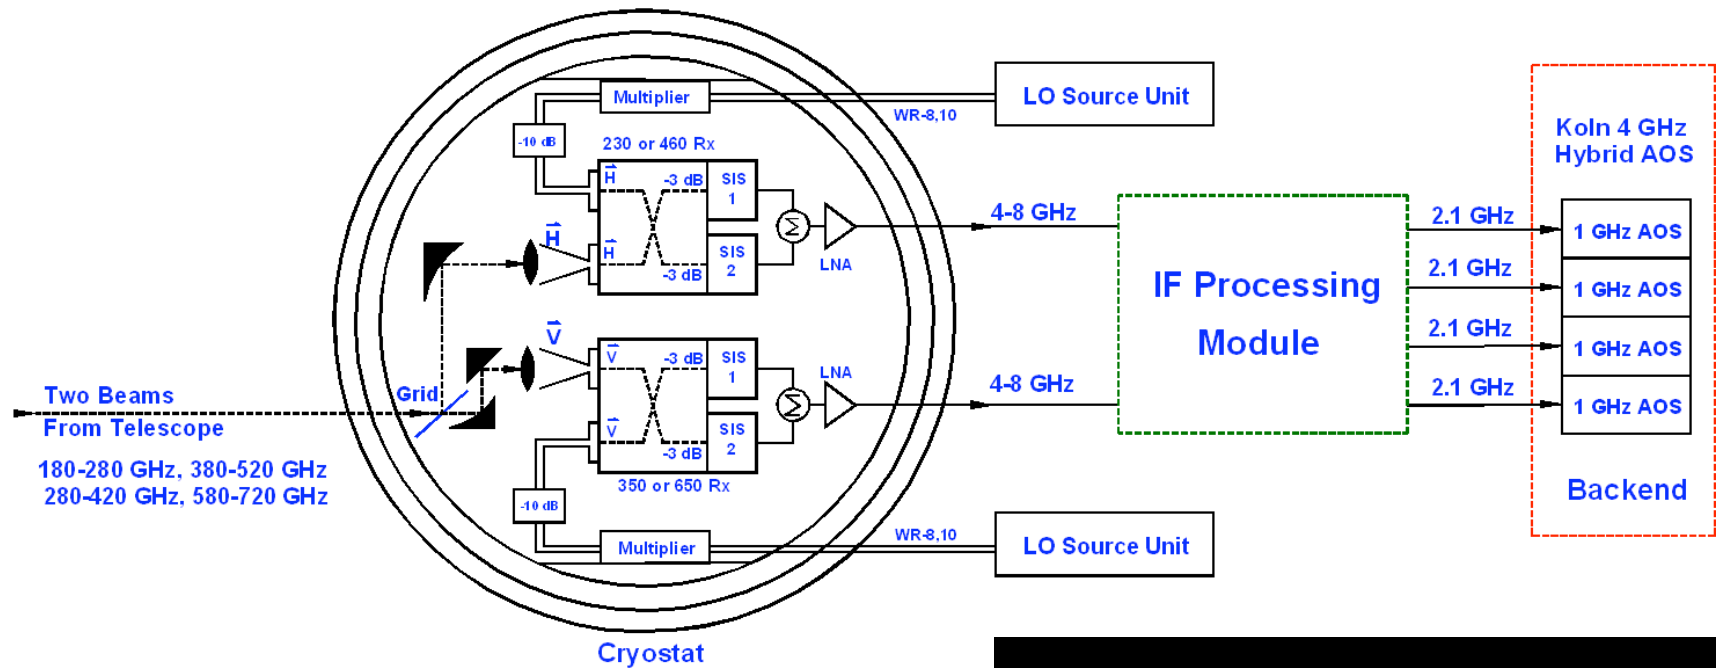 Multiplier
LO Source Unit
WR-8,10
-10 dB
230 or 460 Rx
H
-3 dB
SIS
1
H
H
-3 dB
SIS
2
M
LNA
4-8 GHz
V
V
-3 dB
SIS
1
V
-3 dB
SIS
2
M
LNA
4-8 GHz
350 or 650 Rx
-10 dB
Multiplier
WR-8,10
LO Source Unit
Grid
Two Beams
From Telescope
180-280 GHz, 380-520 GHz
280-420 GHz, 580-720 GHz
Cryostat
IF Processing
Module
2.1 GHz
2.1 GHz
2.1 GHz
2.1 GHz
Koln 4 GHz
Hybrid AOS
1 GHz AOS
1 GHz AOS
1 GHz AOS
1 GHz AOS
Backend